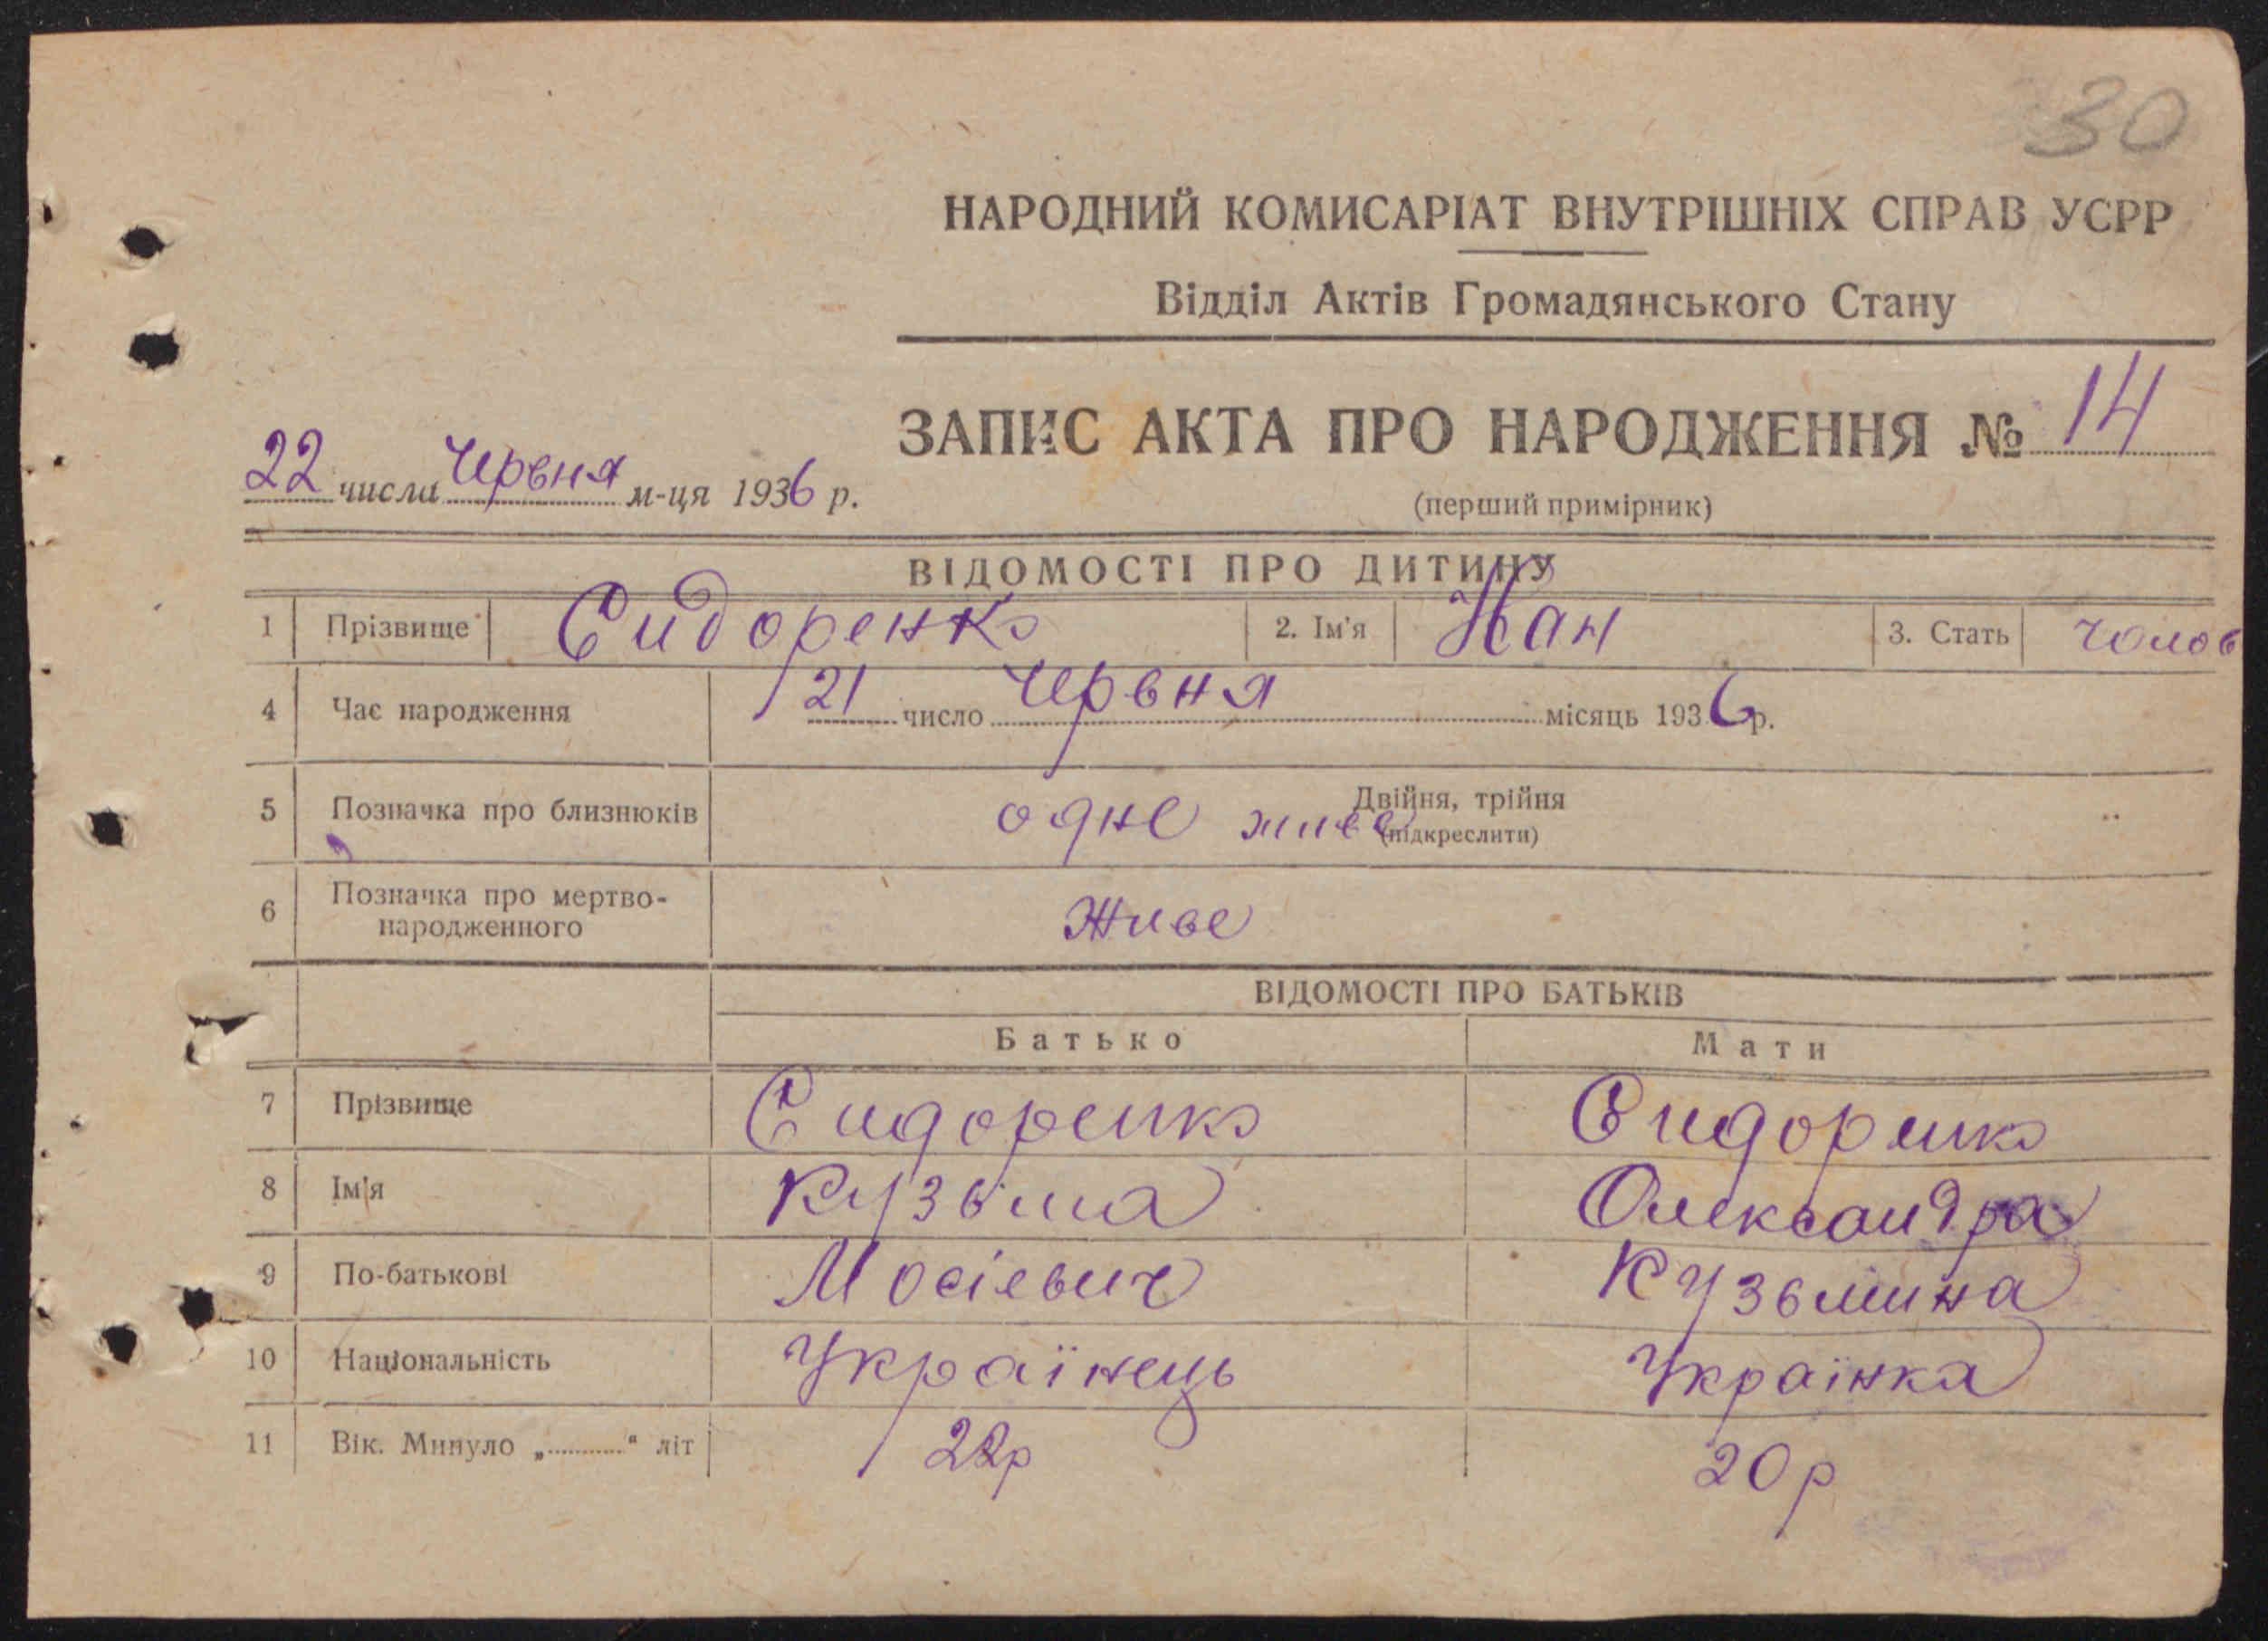 30
НАРОДНИЙ КОМИСАРІАТ ВНУТРІШНІХ СПРАВ УСРР
Відділ Актів Громадянського Стану
ЗАПИС АКТА ПРО НАРОДЖЕННЯ № 14
22 числа Червня м-ця 1936 р.
(перший примірник)
ВІДОМОСТІ ПРО ДИТИНУ
1 Прізвище Сидоренко 2. Ім'я 3. Стать чолов
4 Час народження 21 число Червня місяць 1936 р.
5 Позначка про близнюків одне живе Двійня, трійня
(підкреслити)
6 Позначка про мертво-
народженного Живе
ВІДОМОСТІ ПРО БАТЬКІВ
Батько Мати
7 Прізвище Сидоренко Сидоренко
8 Ім'я Кузьма Олександра
9 По-батькові Мосієвич Кузьмина
10 Національність Українець Українка
11 Вік. Минуло „..........." літ 22р 20р